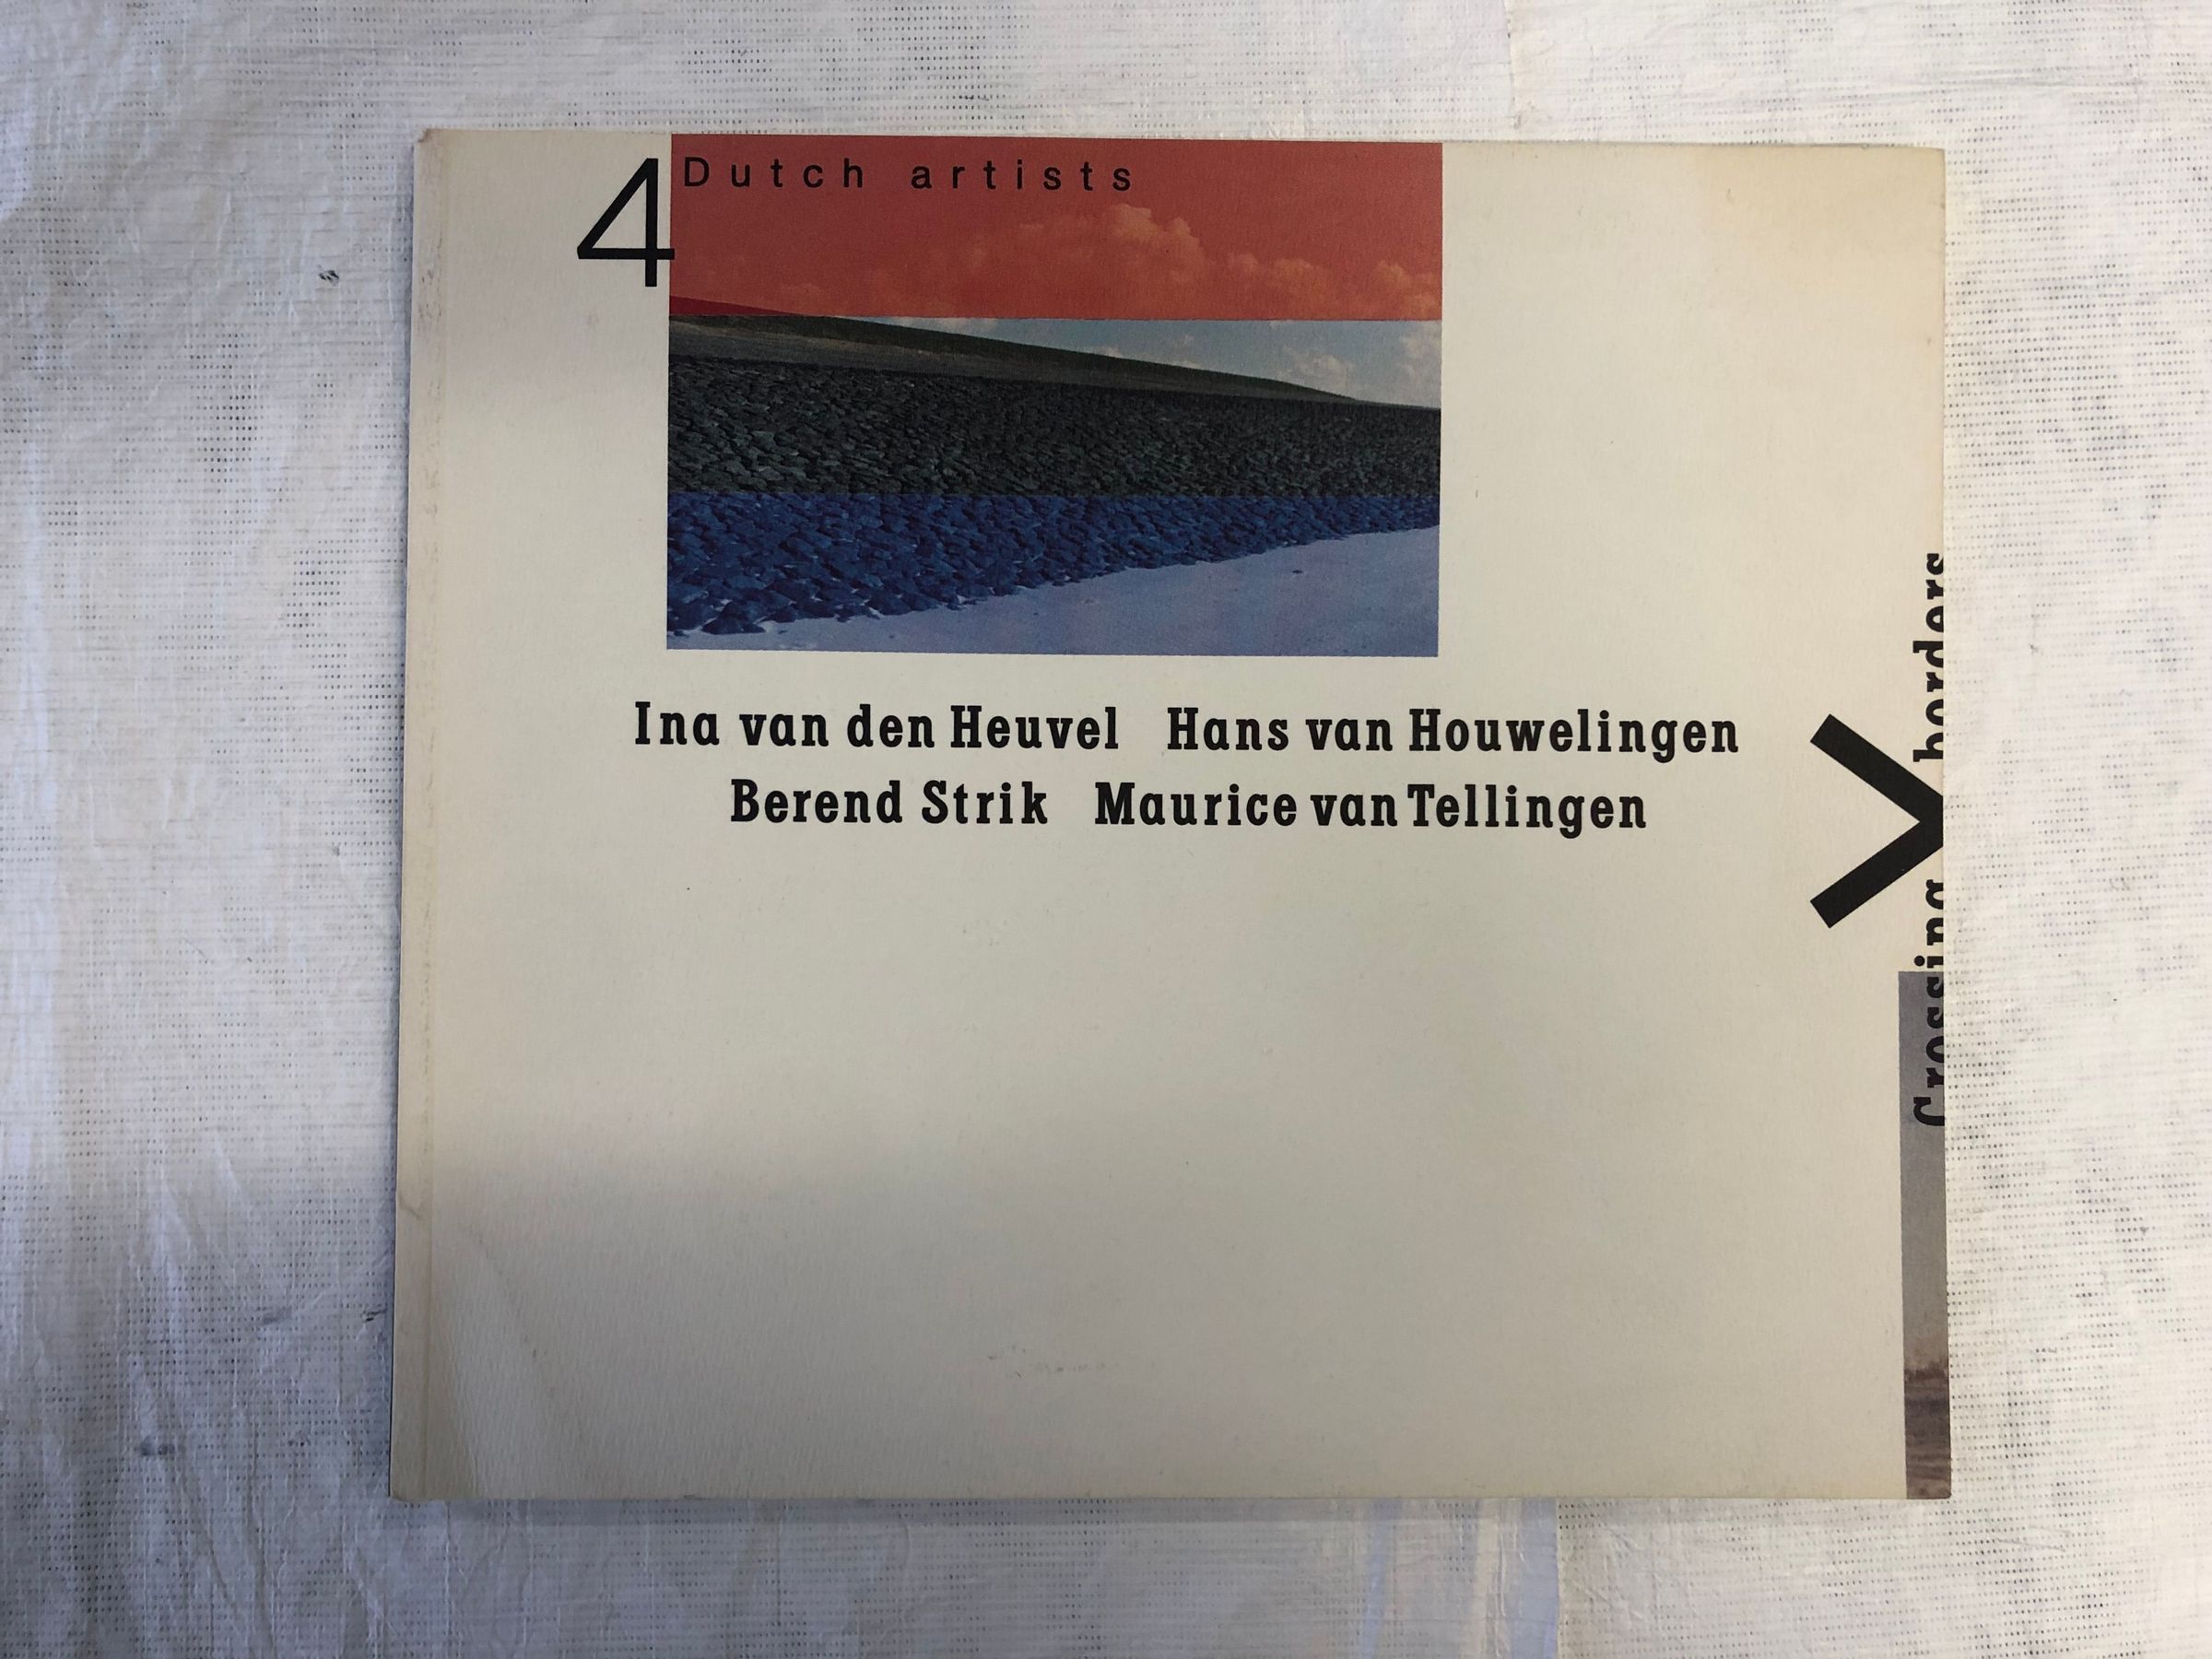 4 Dutch artists
Ina van den Heuvel Hans van Houwelingen
Berend Strik Maurice van Tellingen
Crossing > borders